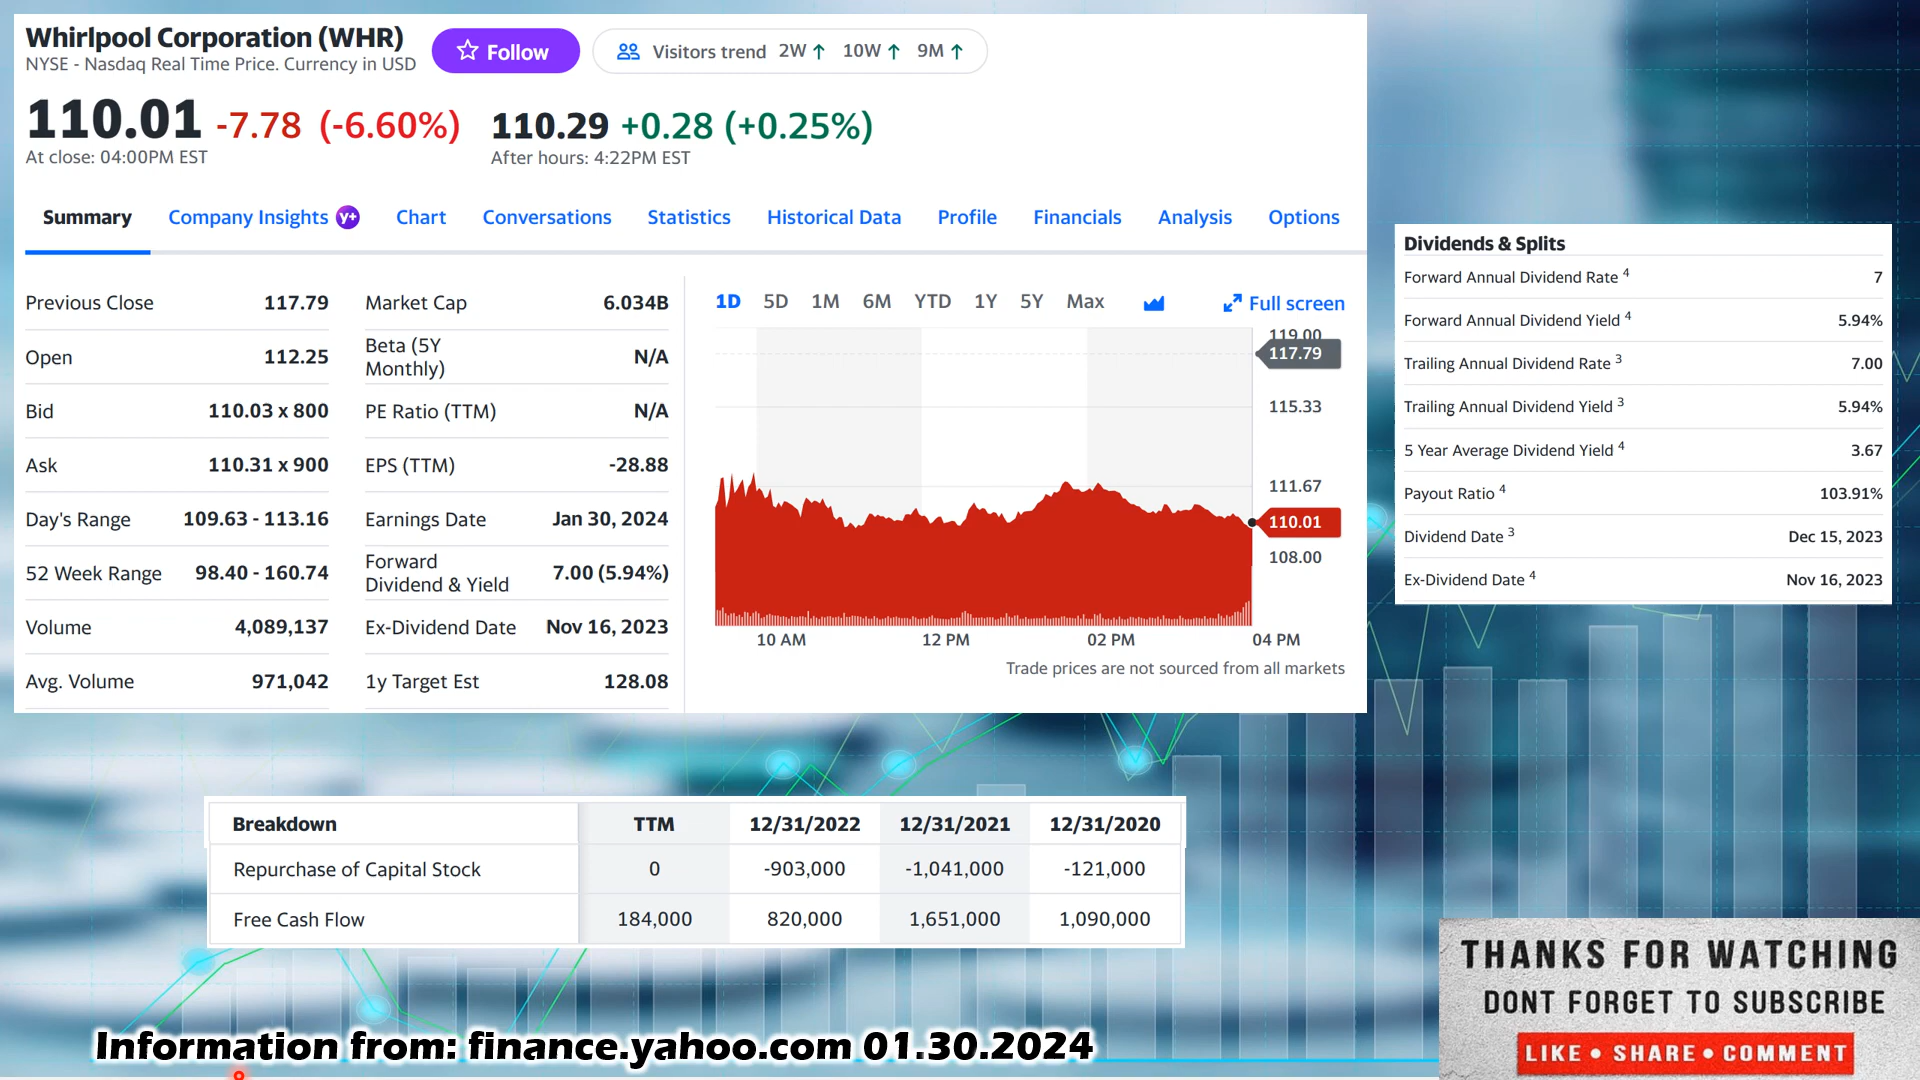 Whirlpool Corporation (WHR)
NYSE - Nasdaq Real Time Price. Currency in USD
Follow
Visitors trend 2W ↑ 10W ↑ 9M ↑
110.01 -7.78 (-6.60%)
At close: 04:00PM EST
110.29 +0.28 (+0.25%)
After hours: 4:22PM EST
Summary Company Insights y+ Chart Conversations Statistics Historical Data Profile Financials Analysis Options
Previous Close 117.79
Open 112.25
Bid 110.03 x 800
Ask 110.31 x 900
Day's Range 109.63 - 113.16
52 Week Range 98.40 - 160.74
Volume 4,089,137
Avg. Volume 971,042
Market Cap 6.034B
Beta (5Y
Monthly) N/A
PE Ratio (TTM) N/A
EPS (TTM) -28.88
Earnings Date Jan 30, 2024
Forward
Dividend & Yield 7.00 (5.94%)
Ex-Dividend Date Nov 16, 2023
1y Target Est 128.08
1D 5D 1M 6M YTD 1Y 5Y Max Full screen
119.00
117.79
115.33
111.67
110.01
108.00
10 AM 12 PM 02 PM 04 PM
Trade prices are not sourced from all markets
Dividends & Splits
Forward Annual Dividend Rate 4 7
Forward Annual Dividend Yield 4 5.94%
Trailing Annual Dividend Rate 3 7.00
Trailing Annual Dividend Yield 3 5.94%
5 Year Average Dividend Yield 4 3.67
Payout Ratio 4 103.91%
Dividend Date 3 Dec 15, 2023
Ex-Dividend Date 4 Nov 16, 2023
Breakdown TTM 12/31/2022 12/31/2021 12/31/2020
Repurchase of Capital Stock 0 -903,000 -1,041,000 -121,000
Free Cash Flow 184,000 820,000 1,651,000 1,090,000
Information from: finance.yahoo.com 01.30.2024
THANKS FOR WATCHING
DONT FORGET TO SUBSCRIBE
LIKE • SHARE • COMMENT